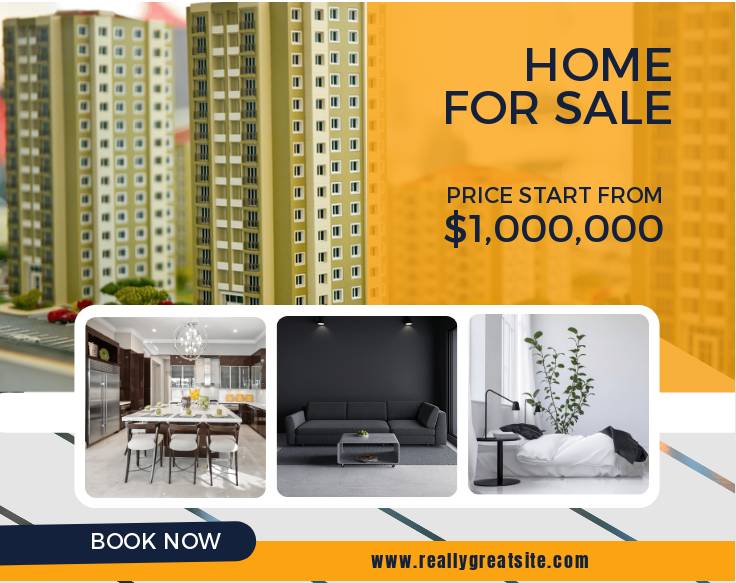 HOME
FOR SALE
PRICE START FROM
$1,000,000
BOOK NOW
www.reallygreatsite.com